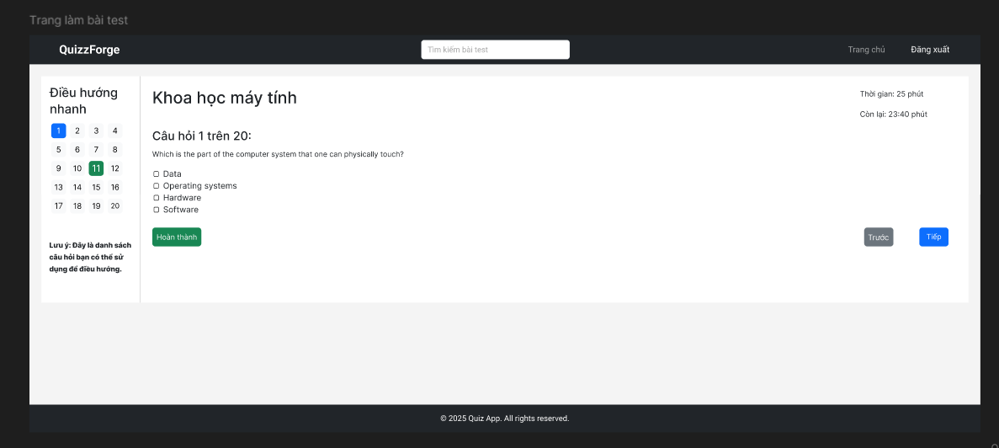 Trang làm bài test
QuizzForge
Tìm kiếm bài test
Trang chủ
Đăng xuất
Điều hướng
nhanh
1 2 3 4
5 6 7 8
9 10 11 12
13 14 15 16
17 18 19 20
Lưu ý: Đây là danh sách
câu hỏi bạn có thể sử
dụng để điều hướng.
Khoa học máy tính
Thời gian: 25 phút
Còn lại: 23:40 phút
Câu hỏi 1 trên 20:
Which is the part of the computer system that one can physically touch?
Data
Operating systems
Hardware
Software
Hoàn thành
Trước
Tiếp
© 2025 Quiz App. All rights reserved.